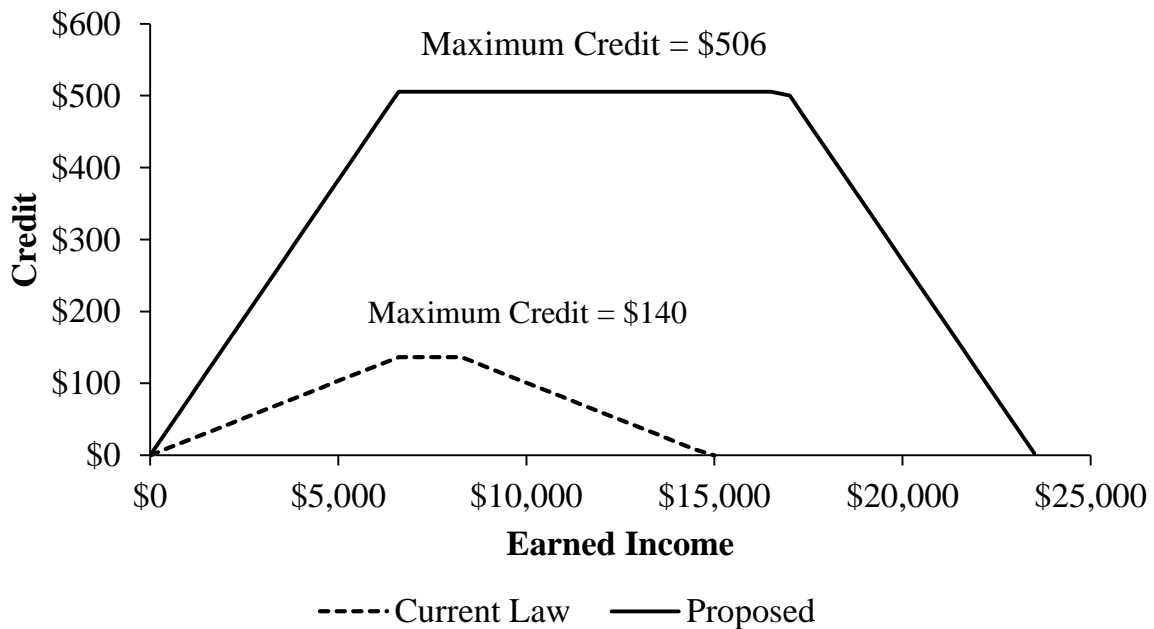 $600
Maximum Credit = $506
$500
$400
$300
Credit
$200
Maximum Credit = $140
$100
$0
$0 $5,000 $10,000 $15,000 $20,000 $25,000
Earned Income
Current Law Proposed